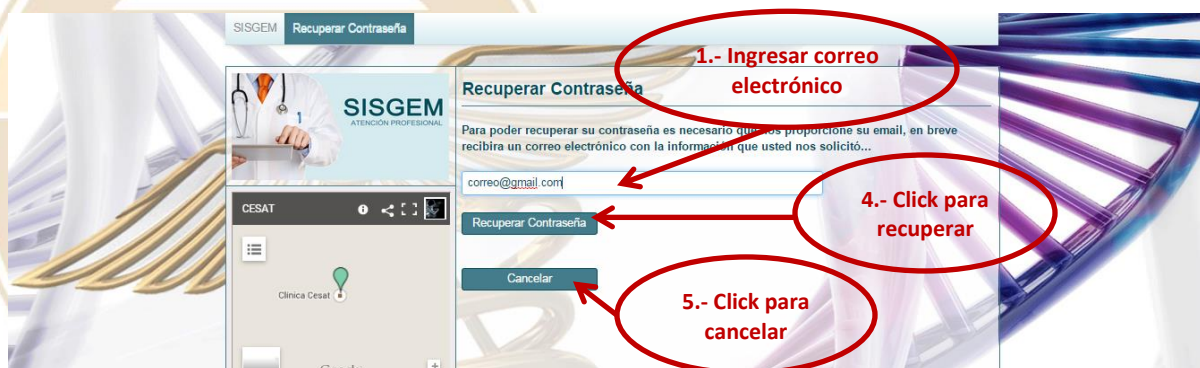 SISGEM Recuperar Contraseña
1.- Ingresar correo
electrónico
SISGEM
ATENCIÓN PROFESIONAL
Recuperar Contraseña
Para poder recuperar su contraseña es necesario que nos proporcione su email, en breve
recibira un correo electrónico con la información que usted nos solicitó...
correo@gmail.com
4.- Click para
recuperar
CESAT
Recuperar Contraseña
Clínica Cesat
Cancelar
5.- Click para
cancelar